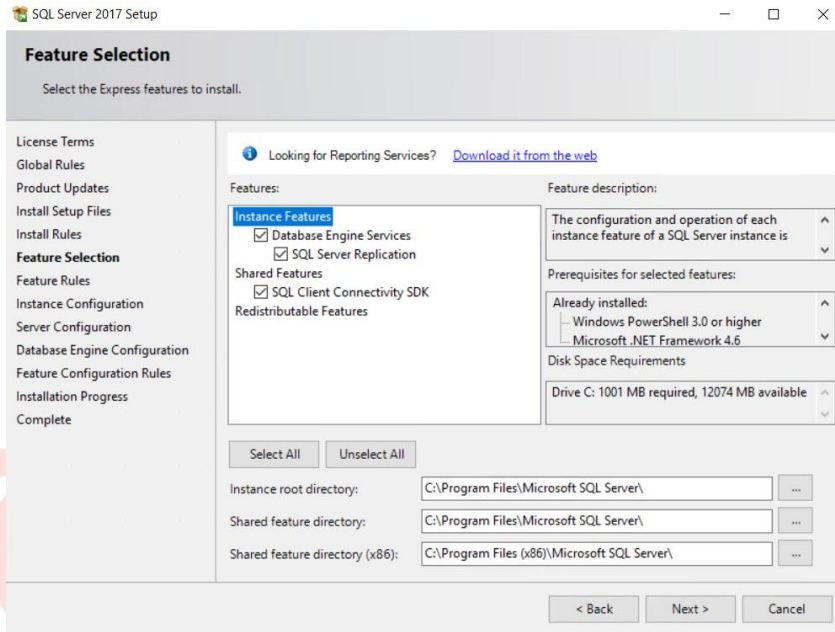 SQL Server 2017 Setup
Feature Selection
Select the Express features to install.
License Terms
Global Rules
Product Updates
Install Setup Files
Install Rules
Feature Selection
Feature Rules
Instance Configuration
Server Configuration
Database Engine Configuration
Feature Configuration Rules
Installation Progress
Complete
Looking for Reporting Services? Download it from the web
Features:
Instance Features
Database Engine Services
SQL Server Replication
Shared Features
SQL Client Connectivity SDK
Redistributable Features
Feature description:
The configuration and operation of each
instance feature of a SQL Server instance is
Prerequisites for selected features:
Already installed:
Windows PowerShell 3.0 or higher
Microsoft .NET Framework 4.6
Disk Space Requirements
Drive C: 1001 MB required, 12074 MB available
Select All
Unselect All
Instance root directory: C:\Program Files\Microsoft SQL Server\ ...
Shared feature directory: C:\Program Files\Microsoft SQL Server\ ...
Shared feature directory (x86): C:\Program Files (x86)\Microsoft SQL Server\ ...
< Back
Next >
Cancel